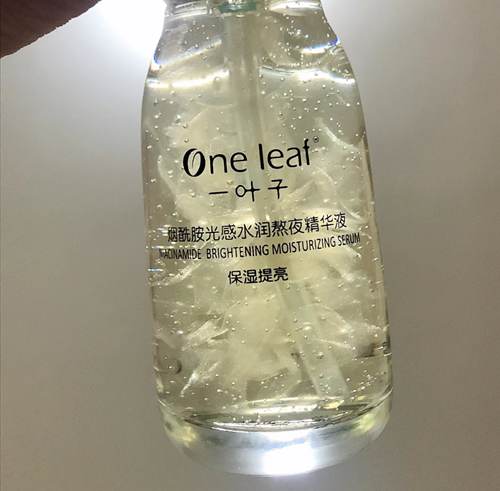 One leaf®
一叶子
烟酰胺光感水润熬夜精华液
NIACINAMIDE BRIGHTENING MOISTURIZING SERUM
保湿提亮